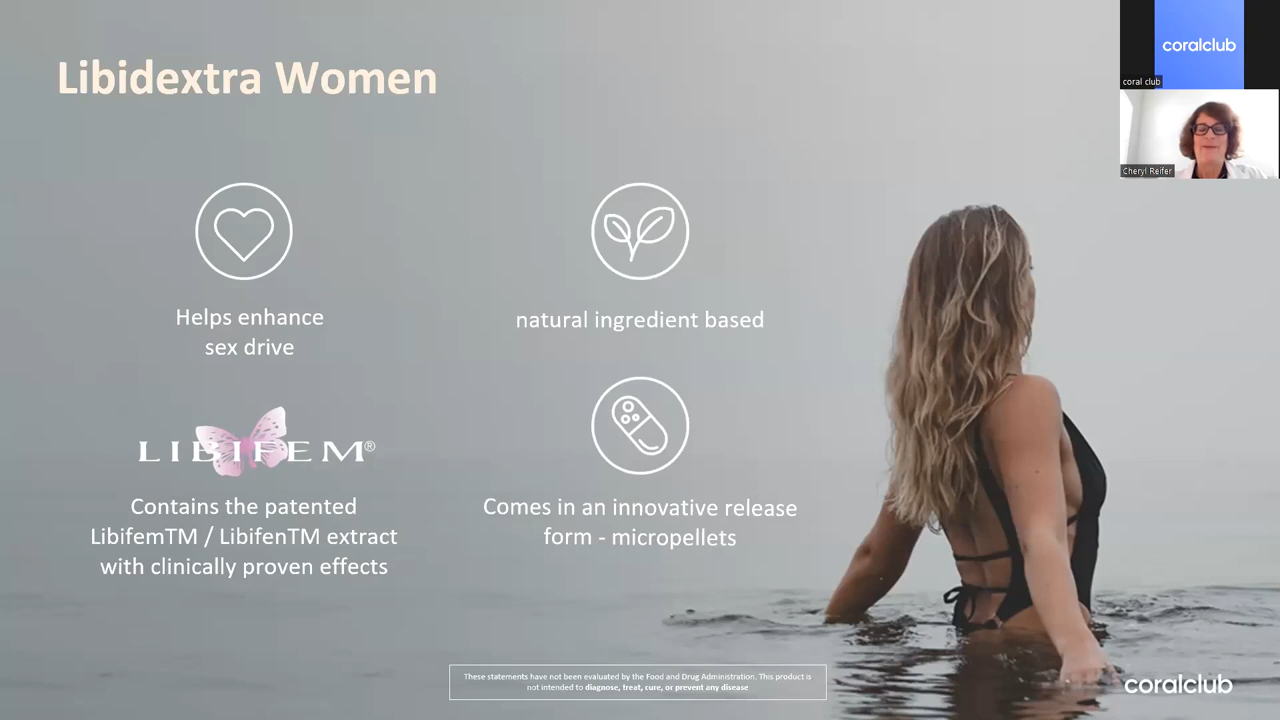 Libidextra Women
coralclub
coral club
Cheryl Reifer
Helps enhance
sex drive
natural ingredient based
LIBIFEM®
Contains the patented
LibifemTM / LibifenTM extract
with clinically proven effects
Comes in an innovative release
form - micropellets
These statements have not been evaluated by the Food and Drug Administration. This product is
not intended to diagnose, treat, cure, or prevent any disease
coralclub